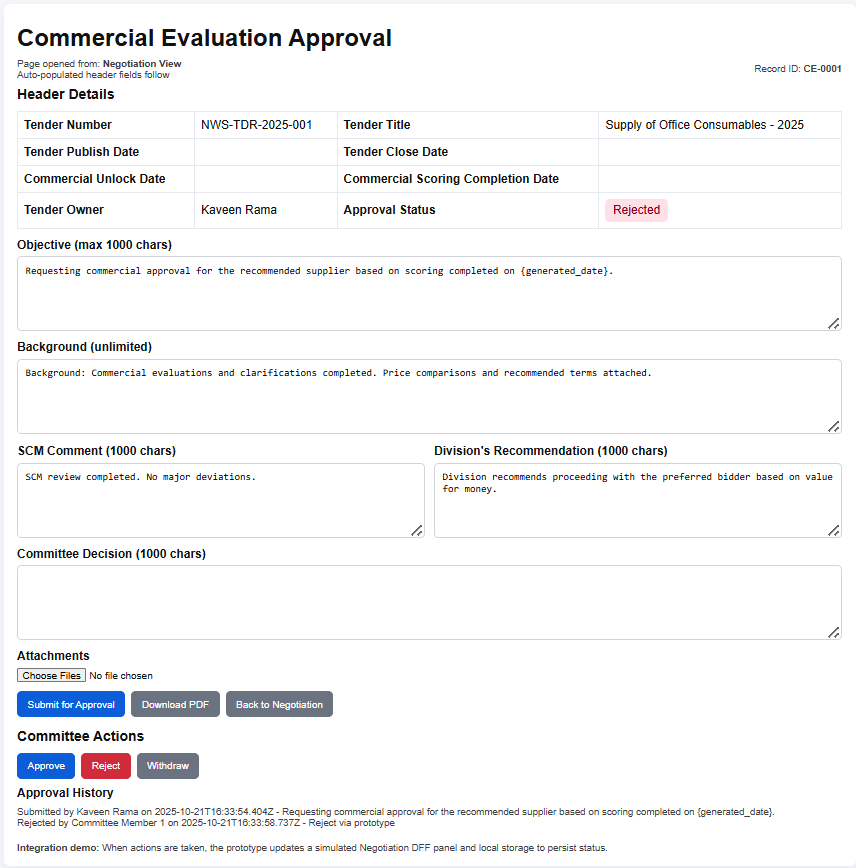 Commercial Evaluation Approval
Page opened from: Negotiation View
Auto-populated header fields follow
Record ID: CE-0001
Header Details
Tender Number NWS-TDR-2025-001 Tender Title Supply of Office Consumables - 2025
Tender Publish Date Tender Close Date
Commercial Unlock Date Commercial Scoring Completion Date
Tender Owner Kaveen Rama Approval Status Rejected
Objective (max 1000 chars)
Requesting commercial approval for the recommended supplier based on scoring completed on {generated_date}.
Background (unlimited)
Background: Commercial evaluations and clarifications completed. Price comparisons and recommended terms attached.
SCM Comment (1000 chars)
SCM review completed. No major deviations.
Division's Recommendation (1000 chars)
Division recommends proceeding with the preferred bidder based on value
for money.
Committee Decision (1000 chars)
Attachments
Choose Files No file chosen
Submit for Approval Download PDF Back to Negotiation
Committee Actions
Approve Reject Withdraw
Approval History
Submitted by Kaveen Rama on 2025-10-21T16:33:54.404Z - Requesting commercial approval for the recommended supplier based on scoring completed on {generated_date}.
Rejected by Committee Member 1 on 2025-10-21T16:33:58.737Z - Reject via prototype
Integration demo: When actions are taken, the prototype updates a simulated Negotiation DFF panel and local storage to persist status.